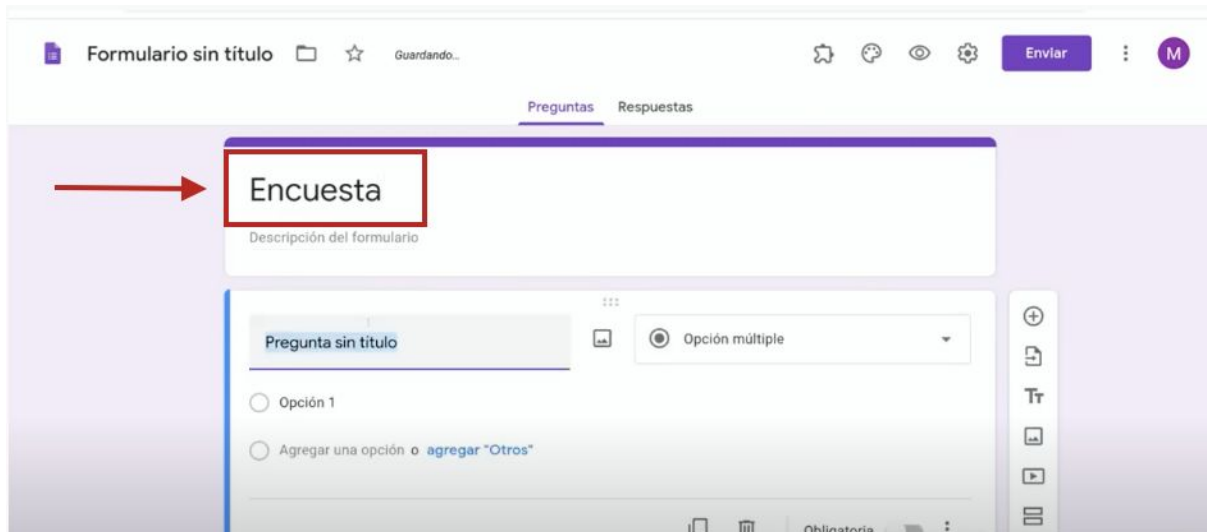 Formulario sin título Guardando... Enviar M
Preguntas Respuestas
Encuesta
Descripción del formulario
Pregunta sin título Opción múltiple
Opción 1
Agregar una opción o agregar "Otros"
Obligatoria